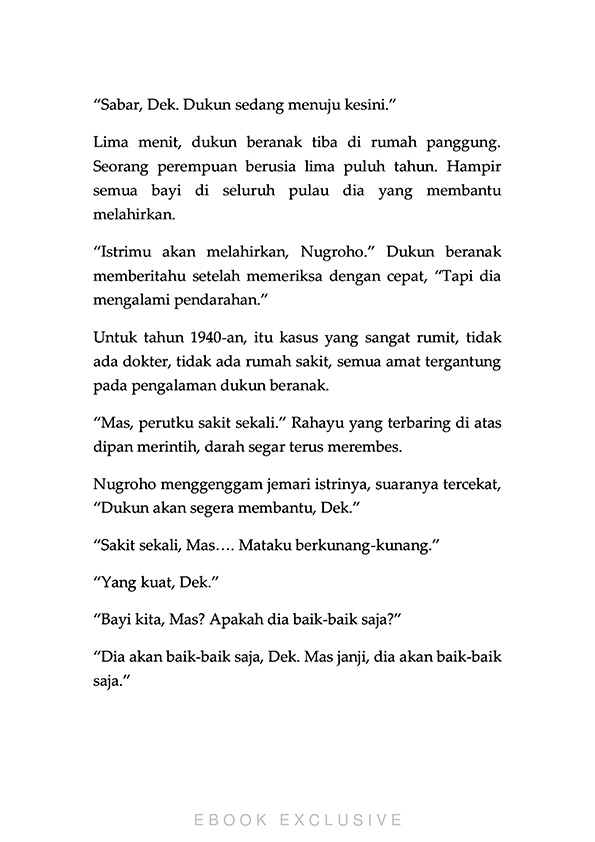 “Sabar, Dek. Dukun sedang menuju kesini.”
Lima menit, dukun beranak tiba di rumah panggung.
Seorang perempuan berusia lima puluh tahun. Hampir
semua bayi di seluruh pulau dia yang membantu
melahirkan.
“Istrimu akan melahirkan, Nugroho.” Dukun beranak
memberitahu setelah memeriksa dengan cepat, “Tapi dia
mengalami pendarahan.”
Untuk tahun 1940-an, itu kasus yang sangat rumit, tidak
ada dokter, tidak ada rumah sakit, semua amat tergantung
pada pengalaman dukun beranak.
“Mas, perutku sakit sekali.” Rahayu yang terbaring di atas
dipan merintih, darah segar terus merembes.
Nugroho menggenggam jemari istrinya, suaranya tercekat,
“Dukun akan segera membantu, Dek.”
“Sakit sekali, Mas…. Mataku berkunang-kunang.”
“Yang kuat, Dek.”
“Bayi kita, Mas? Apakah dia baik-baik saja?”
“Dia akan baik-baik saja, Dek. Mas janji, dia akan baik-baik
saja.”
EBOOK EXCLUSIVE